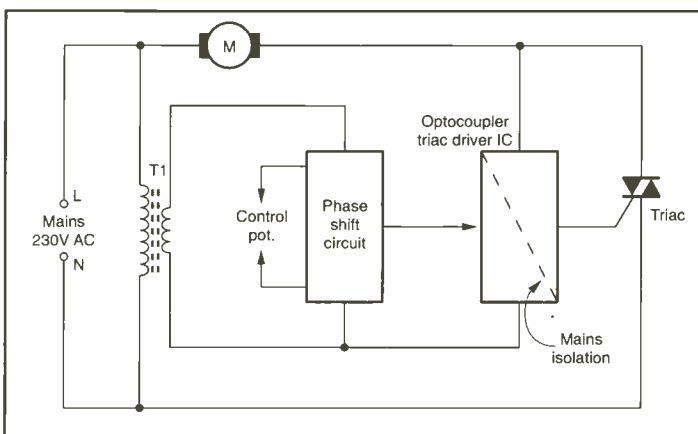 M
Optocoupler
triac driver IC
T1
L
Mains
230V AC
N
Control
pot.
Phase
shift
circuit
Triac
Mains
isolation